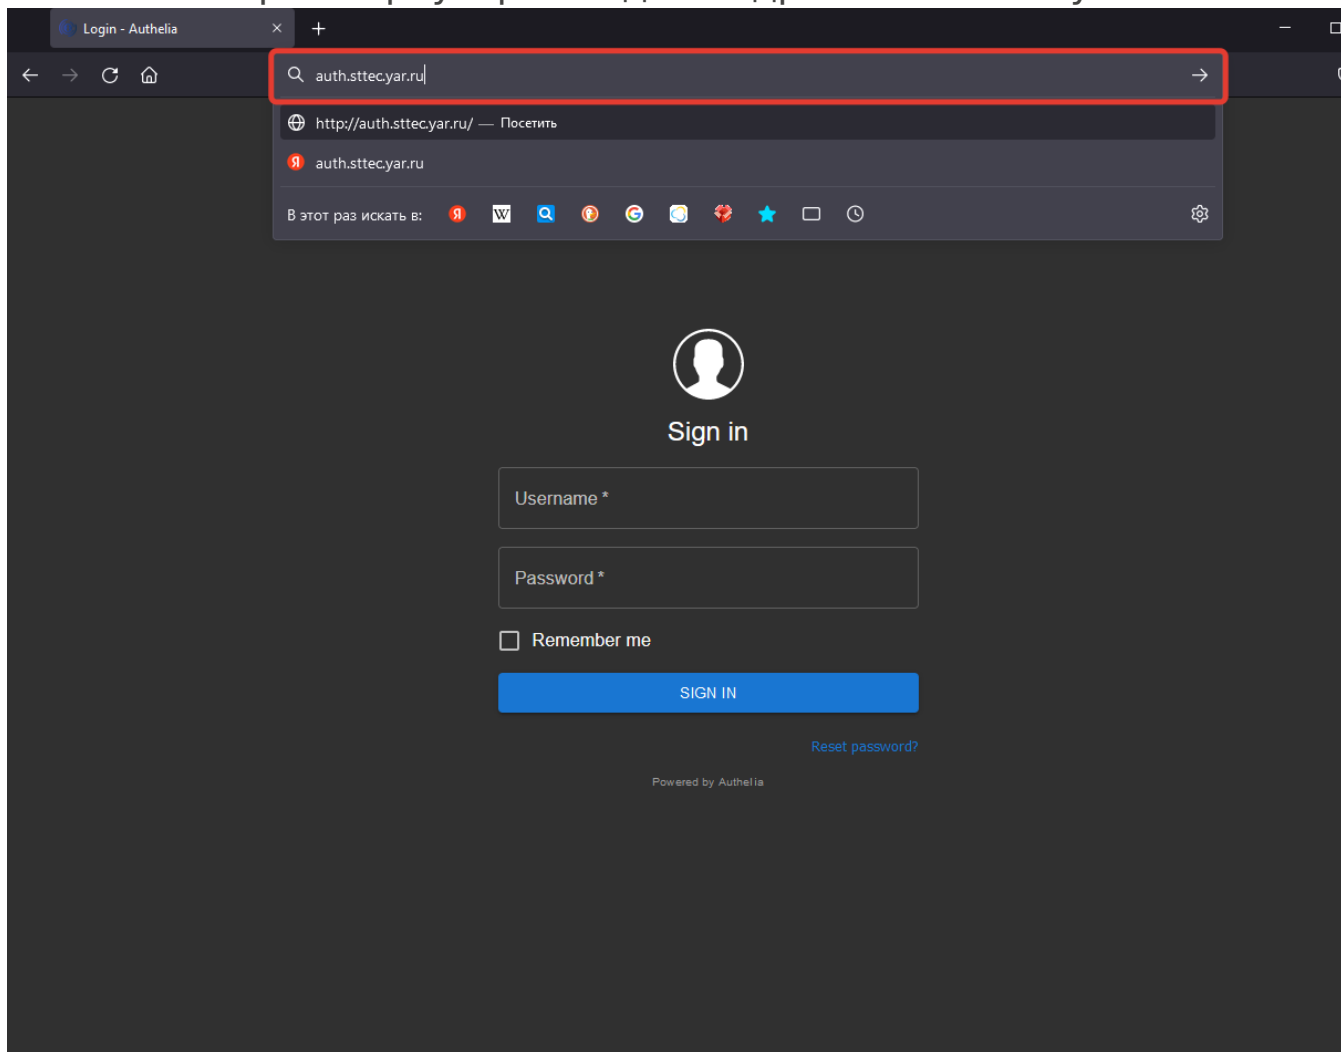 Login - Authelia
auth.sttec.yar.ru
http://auth.sttec.yar.ru/ — Посетить
Я auth.sttec.yar.ru
В этот раз искать в: Я W G
Sign in
Username *
Password *
Remember me
SIGN IN
Reset password?
Powered by Authelia